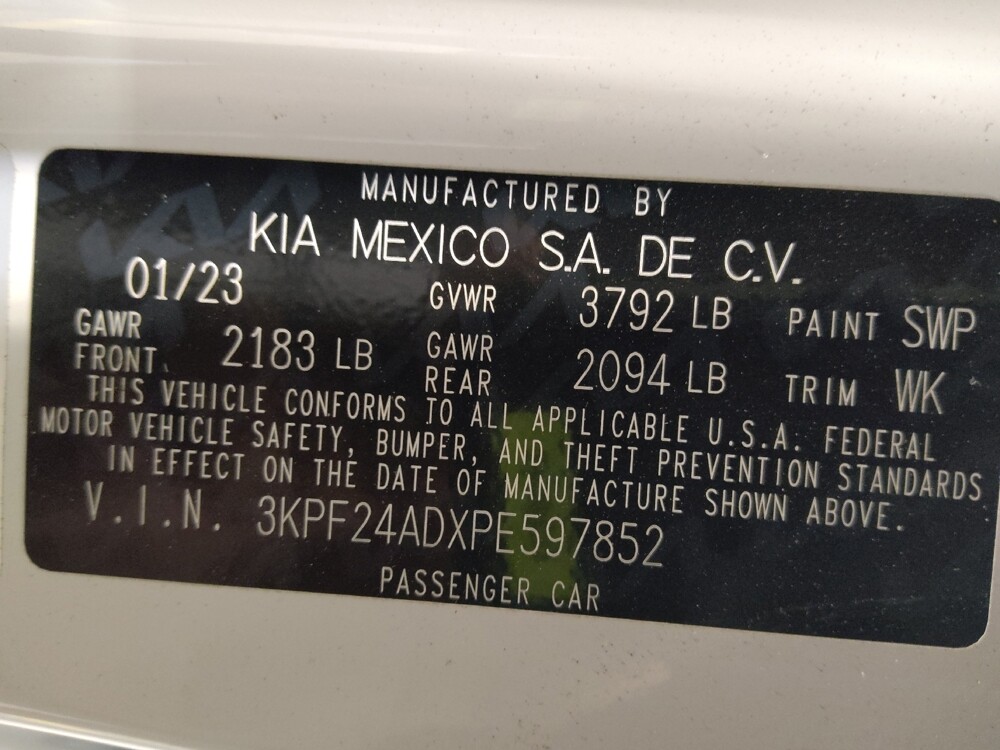 MANUFACTURED BY
KIA MEXICO S.A. DE C.V.
01/23 GVWR 3792 LB PAINT SWP
GAWR FRONT 2183 LB GAWR REAR 2094 LB TRIM WK
THIS VEHICLE CONFORMS TO ALL APPLICABLE U.S.A. FEDERAL
MOTOR VEHICLE SAFETY, BUMPER, AND THEFT PREVENTION STANDARDS
IN EFFECT ON THE DATE OF MANUFACTURE SHOWN ABOVE.
V.I.N. 3KPF24ADXPE597852
PASSENGER CAR